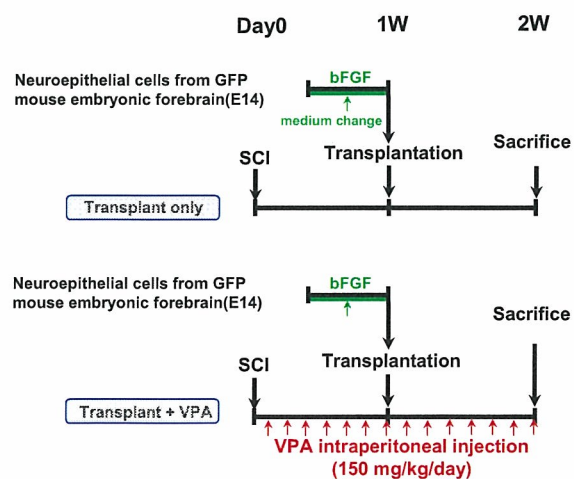 Day0 1W 2W
Neuroepithelial cells from GFP
mouse embryonic forebrain(E14)
bFGF
medium change
SCI
Transplantation
Sacrifice
Transplant only
Neuroepithelial cells from GFP
mouse embryonic forebrain(E14)
bFGF
SCI
Transplantation
Sacrifice
Transplant + VPA
VPA intraperitoneal injection
(150 mg/kg/day)